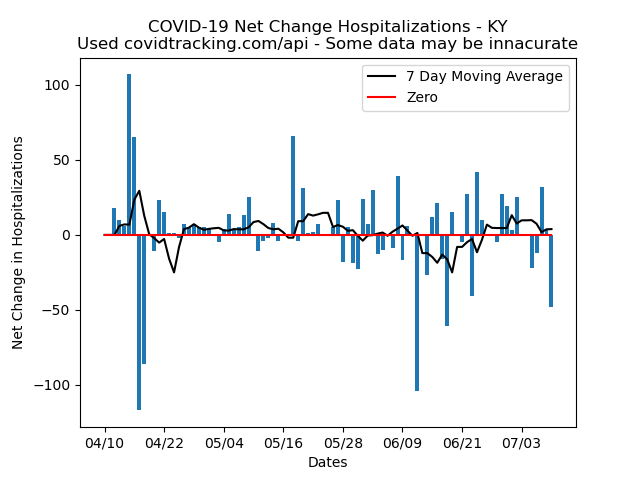 COVID-19 Net Change Hospitalizations - KY
Used covidtracking.com/api - Some data may be innacurate
7 Day Moving Average
Zero
Net Change in Hospitalizations
100
50
0
−50
−100
04/10 04/22 05/04 05/16 05/28 06/09 06/21 07/03
Dates